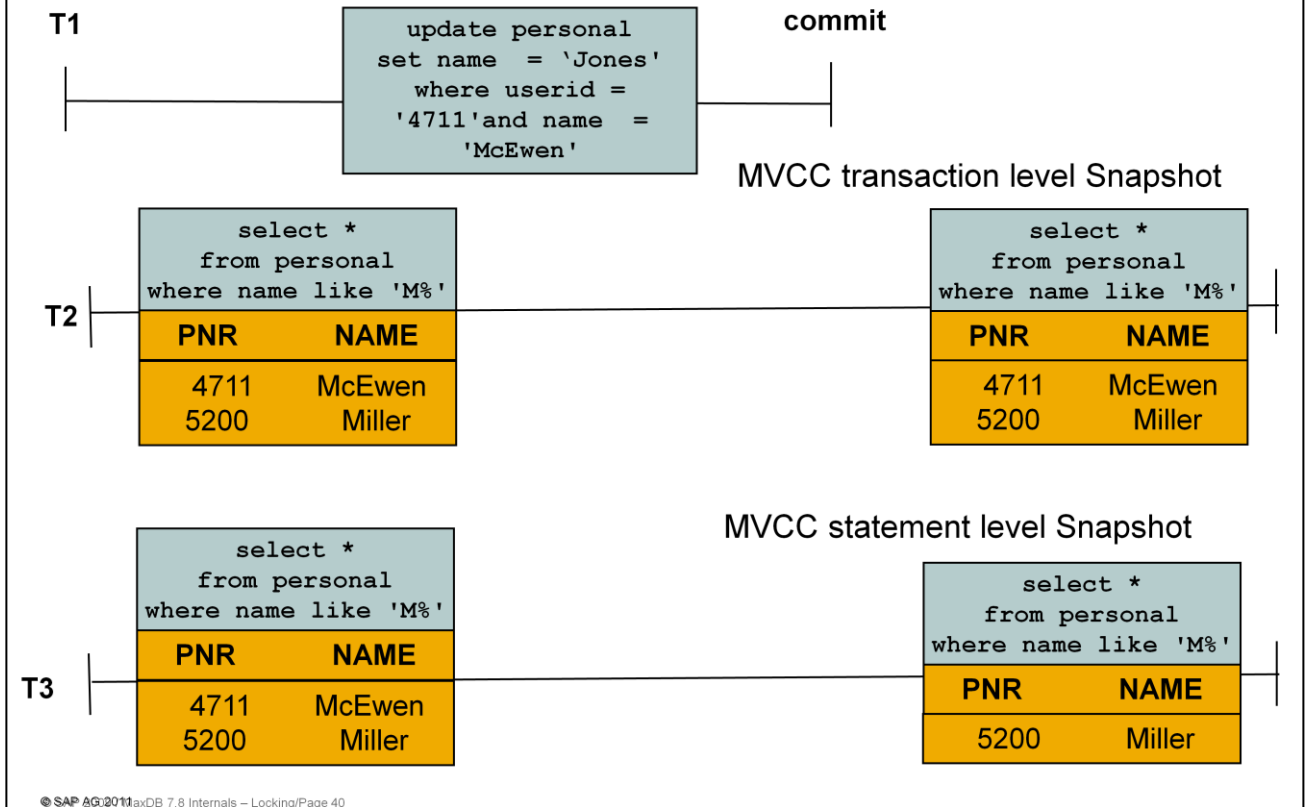 T1
update personal
set name = `Jones'
where userid =
'4711'and name =
'McEwen'
commit
MVCC transaction level Snapshot
T2
select *
from personal
where name like 'M%'
PNR NAME
4711 McEwen
5200 Miller
select *
from personal
where name like 'M%'
PNR NAME
4711 McEwen
5200 Miller
MVCC statement level Snapshot
T3
select *
from personal
where name like 'M%'
PNR NAME
4711 McEwen
5200 Miller
select *
from personal
where name like 'M%'
PNR NAME
5200 Miller
© SAP AG 2011 MaxDB 7.8 Internals – Locking/Page 40